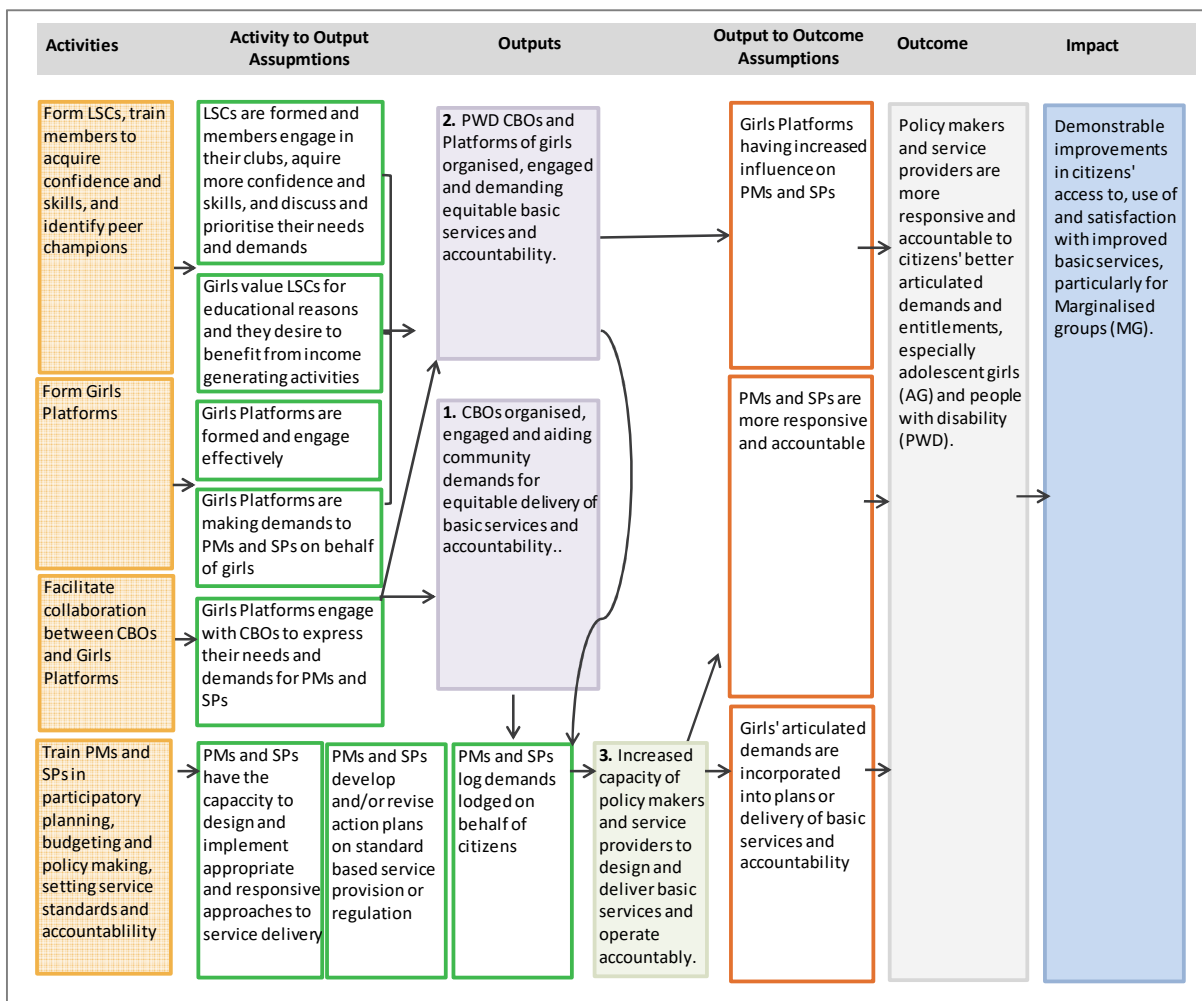 Activities
Activity to Output
Assupmtions
Outputs
Output to Outcome
Assumptions
Outcome
Impact
Form LSCs, train
members to
acquire
confidence and
skills, and
identify peer
champions
Form Girls
Platforms
Facilitate
collaboration
between CBOs
and Girls
Platforms
Train PMs and
SPs in
participatory
planning,
budgeting and
policy making,
setting service
standards and
accountablility
LSCs are formed and
members engage in
their clubs, aquire
more confidence and
skills, and discuss and
prioritise their needs
and demands
Girls value LSCs for
educational reasons
and they desire to
benefit from income
generating activities
Girls Platforms are
formed and engage
effectively
Girls Platforms are
making demands to
PMs and SPs on behalf
of girls
Girls Platforms engage
with CBOs to express
their needs and
demands for PMs and
SPs
PMs and SPs
have the
capaccity to
design and
implement
appropriate
and responsive
approaches to
service delivery
PMs and SPs
develop
and/or revise
action plans
on standard
based service
provision or
regulation
2. PWD CBOs and
Platforms of girls
organised, engaged
and demanding
equitable basic
services and
accountability.
1. CBOs organised,
engaged and aiding
community
demands for
equitable delivery of
basic services and
accountability..
PMs and SPs
log demands
lodged on
behalf of
citizens
3. Increased
capacity of
policy makers
and service
providers to
design and
deliver basic
services and
operate
accountably.
Girls Platforms
having increased
influence on
PMs and SPs
PMs and SPs are
more responsive
and accountable
Girls' articulated
demands are
incorporated
into plans or
delivery of basic
services and
accountability
Policy makers
and service
providers are
more
responsive and
accountable to
citizens' better
articulated
demands and
entitlements,
especially
adolescent girls
(AG) and people
with disability
(PWD).
Demonstrable
improvements
in citizens'
access to, use of
and satisfaction
with improved
basic services,
particularly for
Marginalised
groups (MG).